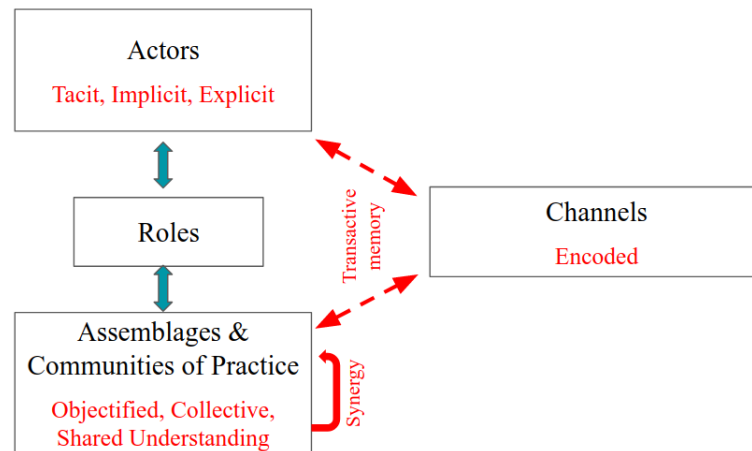 Actors
Tacit, Implicit, Explicit
Roles
Transactive
memory
Channels
Encoded
Assemblages &
Communities of Practice
Objectified, Collective,
Shared Understanding
Synergy